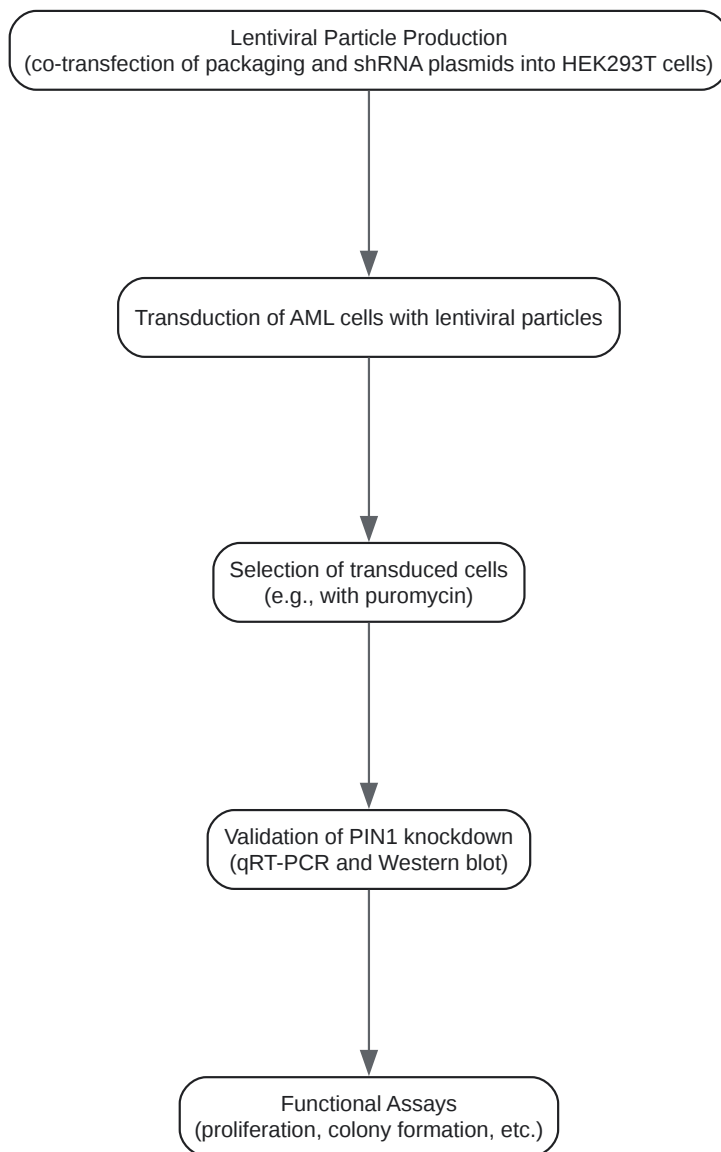 Lentiviral Particle Production
(co-transfection of packaging and shRNA plasmids into HEK293T cells)
Transduction of AML cells with lentiviral particles
Selection of transduced cells
(e.g., with puromycin)
Validation of PIN1 knockdown
(qRT-PCR and Western blot)
Functional Assays
(proliferation, colony formation, etc.)